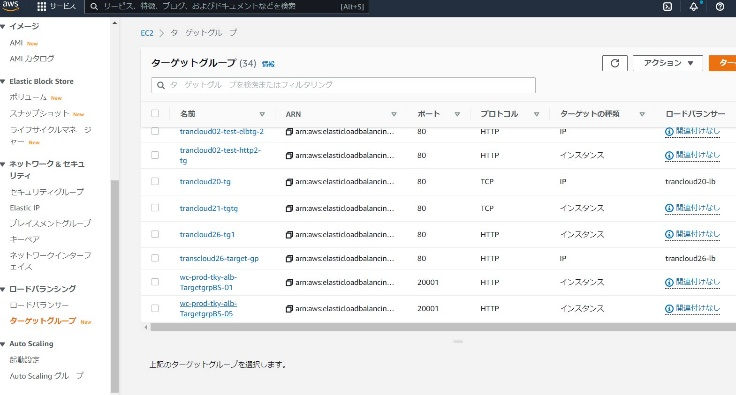 aws
サービス
サービス、特徴、ブログ、およびドキュメントなどを検索
[Alt+S]
イメージ
AMI New
AMI カタログ
Elastic Block Store
ボリューム New
スナップショット New
ライフサイクルマネージ
ャー New
ネットワーク & セキュ
リティ
セキュリティグループ
Elastic IP
プレイスメントグループ
キーペア
ネットワークインターフ
ェイス
ロードバランシング
ロードバランサー
ターゲットグループ New
Auto Scaling
起動設定
Auto Scaling グループ
EC2 > ターゲットグループ
ターゲットグループ (34) 情報
アクション
ター
ターゲットグループを検索またはフィルタリング
名前 ARN ポート プロトコル ターゲットの種類 ロードバランサー
trancloud02-test-elbtg-2 arn:aws:elasticloadbalancin... 80 HTTP IP 関連付けなし
trancloud02-test-http2-
tg arn:aws:elasticloadbalancin... 80 HTTP インスタンス 関連付けなし
trancloud20-tg arn:aws:elasticloadbalancin... 80 TCP IP trancloud20-lb
trancloud21-tgtg arn:aws:elasticloadbalancin... 80 TCP インスタンス 関連付けなし
trancloud26-tg1 arn:aws:elasticloadbalancin... 80 HTTP インスタンス 関連付けなし
transcloud26-target-gp arn:aws:elasticloadbalancin... 80 HTTP IP trancloud26-lb
wc-prod-tky-alb-
TargetgrpBS-01 arn:aws:elasticloadbalancin... 20001 HTTP インスタンス 関連付けなし
wc-prod-tky-alb-
TargetgrpBS-05 arn:aws:elasticloadbalancin... 20001 HTTP インスタンス 関連付けなし
上記のターゲットグループを選択します。